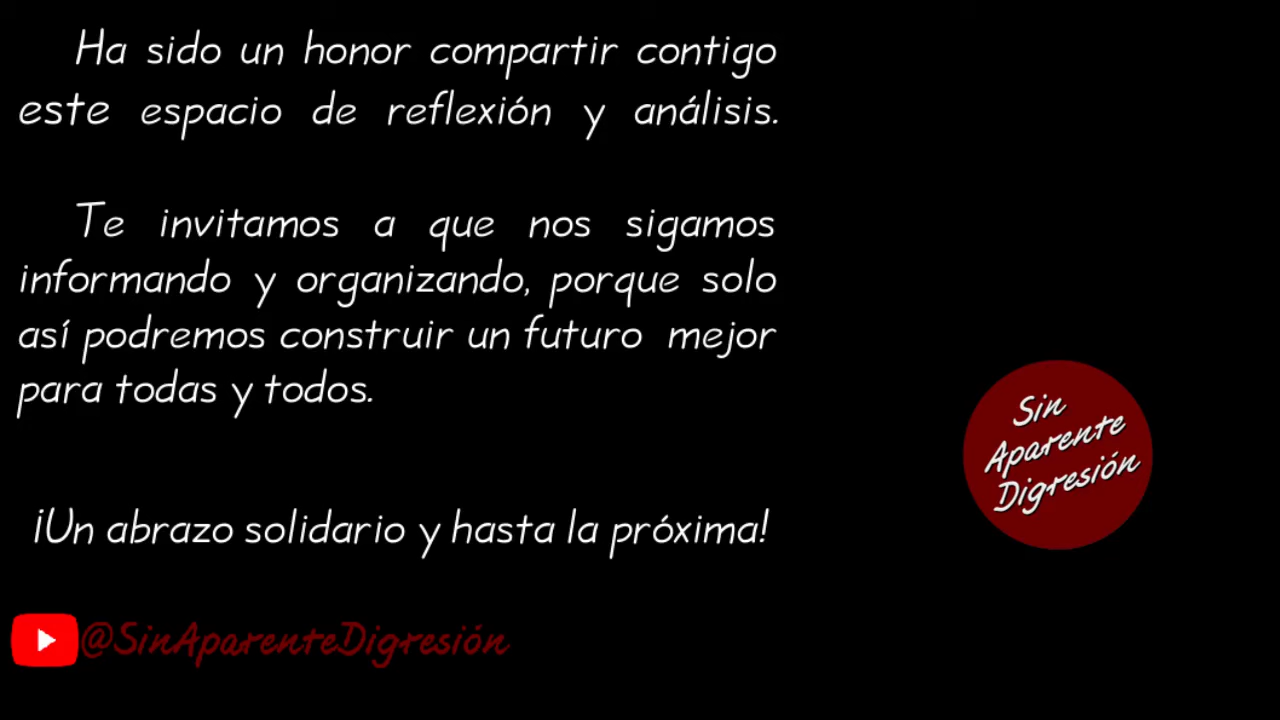 Ha sido un honor compartir contigo
este espacio de reflexión y análisis.
Te invitamos a que nos sigamos
informando y organizando, porque solo
así podremos construir un futuro mejor
para todas y todos.
¡Un abrazo solidario y hasta la próxima!
Sin
Aparente
Digresión
@SinAparenteDigresión